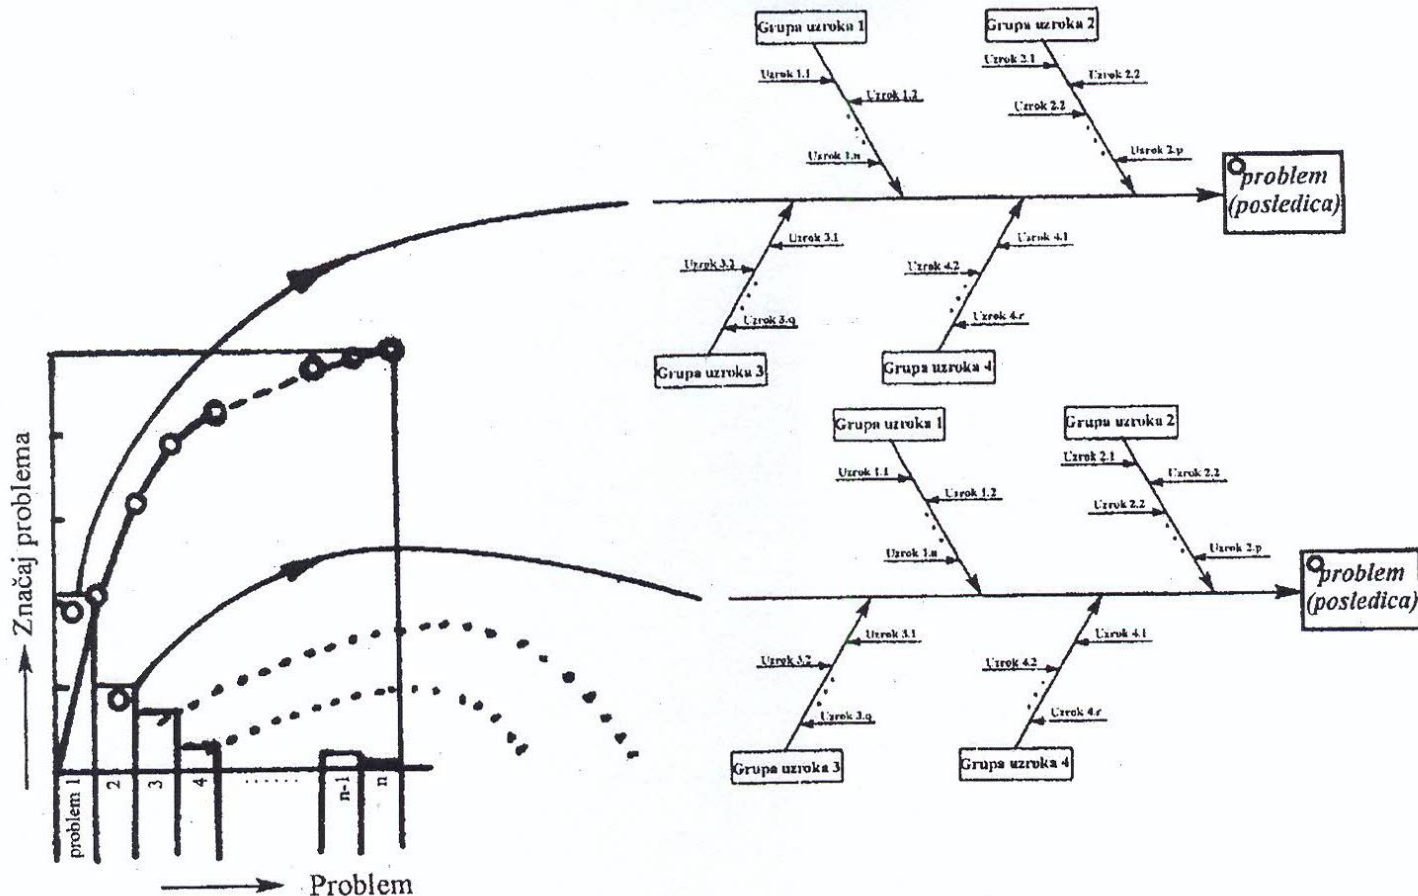 Grupa uzroka 1
Grupa uzroka 2
Uzrok 1.1
Uzrok 1.2
Uzrok 1.n
Uzrok 2.1
Uzrok 2.2
Uzrok 2.2
Uzrok 2.p
problem
(posledica)
Uzrok 3.1
Uzrok 3.2
Uzrok 3.q
Uzrok 4.1
Uzrok 4.2
Uzrok 4.r
Grupa uzroka 3
Grupa uzroka 4
Grupa uzroka 1
Grupa uzroka 2
Uzrok 1.1
Uzrok 1.2
Uzrok 1.n
Uzrok 2.1
Uzrok 2.2
Uzrok 2.2
Uzrok 2.p
problem
(posledica)
Uzrok 3.1
Uzrok 3.2
Uzrok 3.q
Uzrok 4.1
Uzrok 4.2
Uzrok 4.r
Grupa uzroka 3
Grupa uzroka 4
Značaj problema
problem 1
2
3
4
n-1
n
Problem